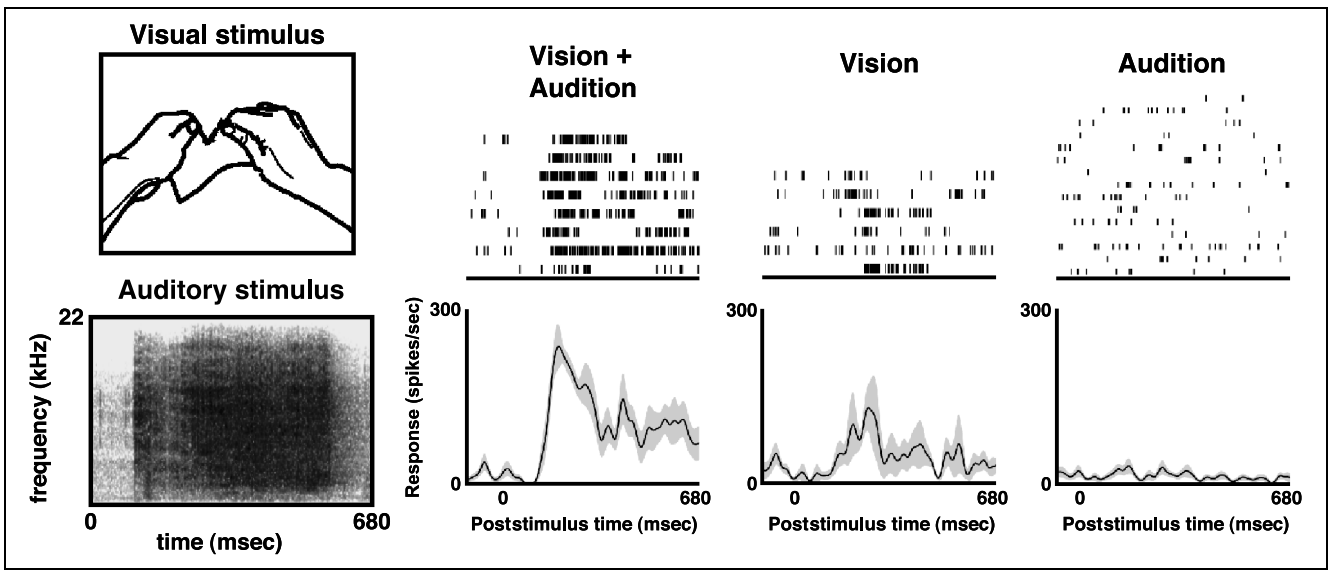 Visual stimulus
Auditory stimulus
22
frequency (kHz)
0
680
time (msec)
Vision +
Audition
300
Response (spikes/sec)
0
0
680
Poststimulus time (msec)
Vision
300
0
0
680
Poststimulus time (msec)
Audition
300
0
0
680
Poststimulus time (msec)